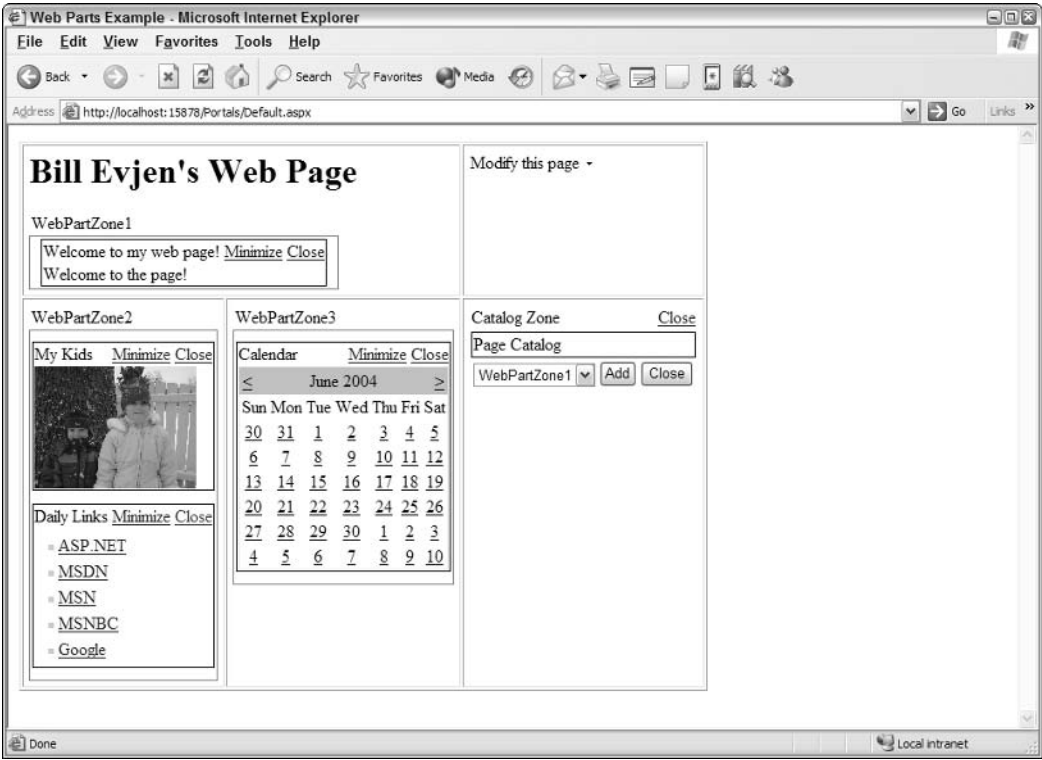 Web Parts Example - Microsoft Internet Explorer
File Edit View Favorites Tools Help
Back Search Favorites Media
Address http://localhost:15878/Portals/Default.aspx Go Links »
Bill Evjen's Web Page
Modify this page
WebPartZone1
Welcome to my web page! Minimize Close
Welcome to the page!
WebPartZone2
My Kids Minimize Close
Daily Links Minimize Close
ASP.NET
MSDN
MSN
MSNBC
Google
WebPartZone3
Calendar Minimize Close
< June 2004 >
Sun Mon Tue Wed Thu Fri Sat
30 31 1 2 3 4 5
6 7 8 9 10 11 12
13 14 15 16 17 18 19
20 21 22 23 24 25 26
27 28 29 30 1 2 3
4 5 6 7 8 9 10
Catalog Zone Close
Page Catalog
WebPartZone1 Add Close
Done Local intranet